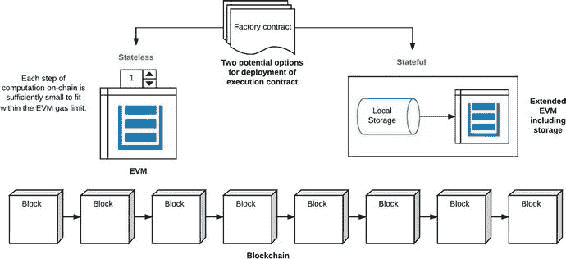 Factory contract
Two potential options
for deployment of
execution contract
Stateless
Stateful
Each step of
computation on-chain is
sufficiently small to fit
within the EVM gas limit.
1
EVM
Local
Storage
Extended
EVM
including
storage
Block
Block
Block
Block
Block
Block
Block
Block
Blockchain